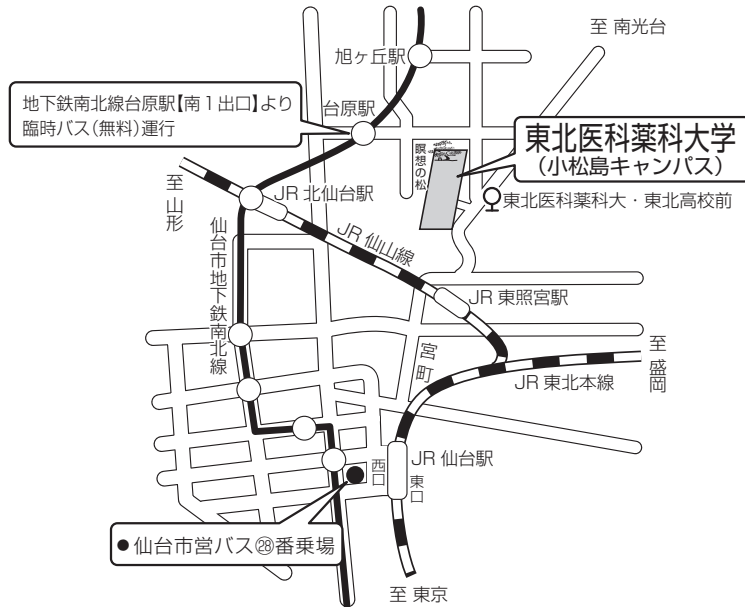 至 南光台
旭ヶ丘駅
地下鉄南北線台原駅【南1出口】より
臨時バス(無料)運行
台原駅
東北医科薬科大学
(小松島キャンパス)
瞑想の松
至 山形
JR 北仙台駅
東北医科薬科大・東北高校前
仙台市地下鉄南北線
JR 仙山線
JR 東照宮駅
宮町
至 盛岡
JR 東北本線
JR 仙台駅
西口
東口
●仙台市営バス㉘番乗場
至 東京